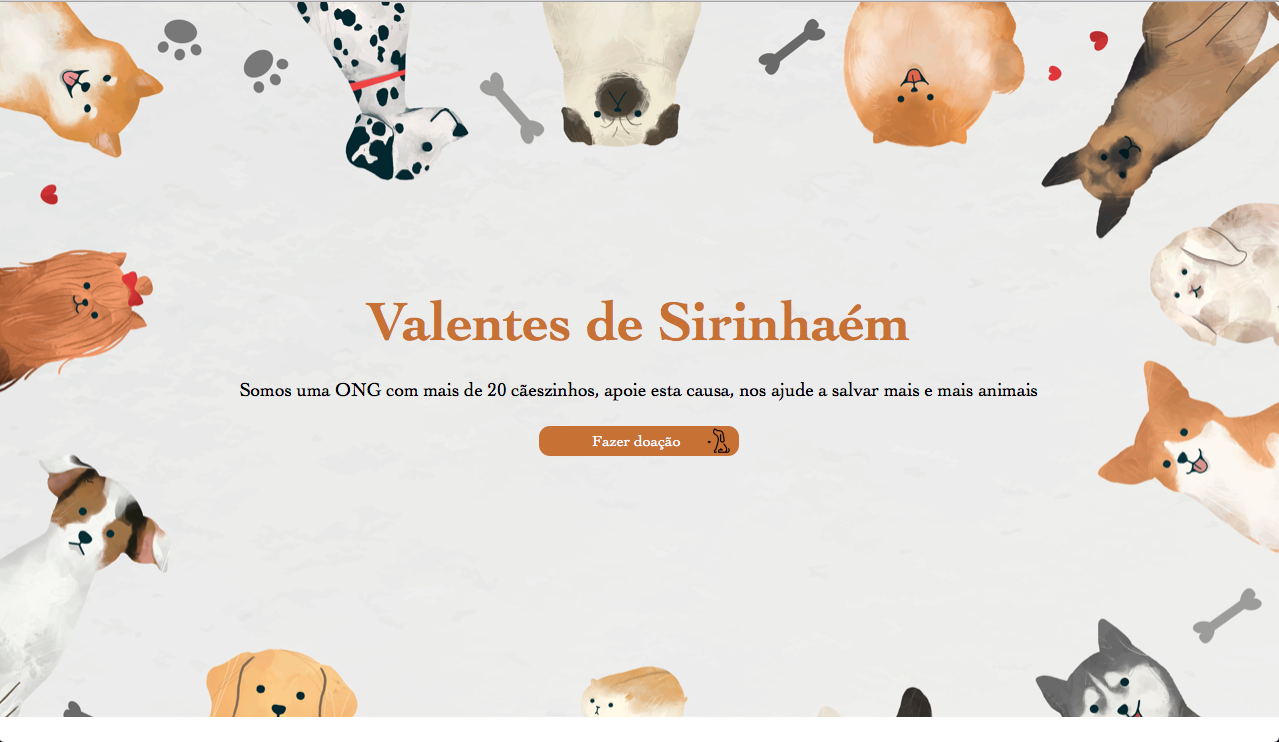 Valentes de Sirinhaém
Somos uma ONG com mais de 20 cãeszinhos, apoie esta causa, nos ajude a salvar mais e mais animais
Fazer doação